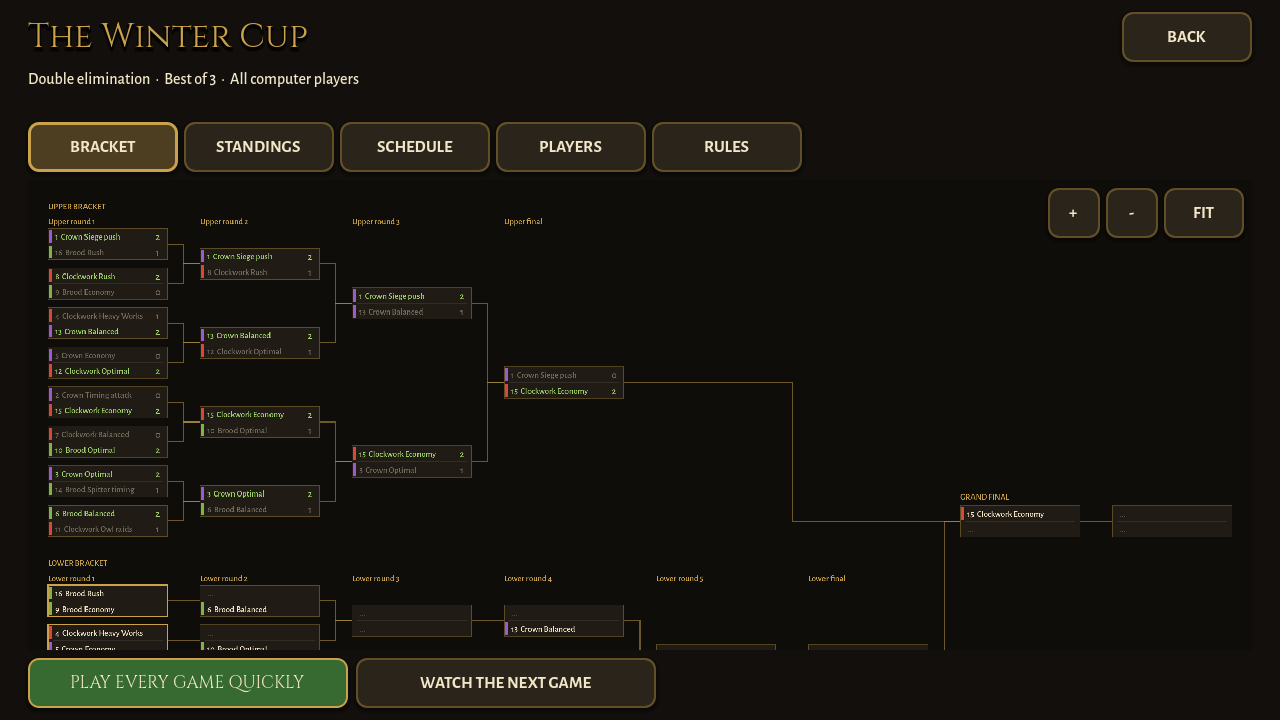 The Winter Cup
BACK
Double elimination · Best of 3 · All computer players
BRACKET
STANDINGS
SCHEDULE
PLAYERS
RULES
+
-
FIT
UPPER BRACKET
Upper round 1
Upper round 2
Upper round 3
Upper final
1 Crown Siege push 2
16 Brood Rush 1
8 Clockwork Rush 2
9 Brood Economy 0
4 Clockwork Heavy Works 1
13 Crown Balanced 2
5 Crown Economy 0
12 Clockwork Optimal 2
2 Crown Timing attack 0
15 Clockwork Economy 2
7 Clockwork Balanced 0
10 Brood Optimal 2
3 Crown Optimal 2
14 Brood Spitter timing 1
6 Brood Balanced 2
11 Clockwork Owl raids 1
1 Crown Siege push 2
8 Clockwork Rush 1
13 Crown Balanced 2
12 Clockwork Optimal 1
15 Clockwork Economy 2
10 Brood Optimal 1
3 Crown Optimal 2
6 Brood Balanced 1
1 Crown Siege push 2
13 Crown Balanced 1
15 Clockwork Economy 2
3 Crown Optimal 1
1 Crown Siege push 0
15 Clockwork Economy 2
GRAND FINAL
15 Clockwork Economy
...
...
...
LOWER BRACKET
Lower round 1
Lower round 2
Lower round 3
Lower round 4
Lower round 5
Lower final
16 Brood Rush
9 Brood Economy
4 Clockwork Heavy Works
5 Crown Economy
...
6 Brood Balanced
...
10 Brood Optimal
...
...
...
13 Crown Balanced
PLAY EVERY GAME QUICKLY
WATCH THE NEXT GAME